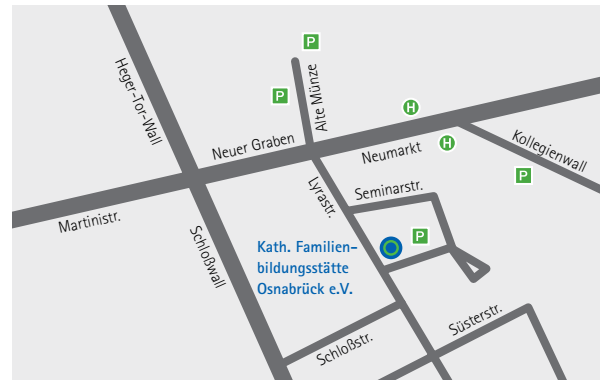 P
Heger-Tor-Wall
P
Alte Münze
H
Neuer Graben
H
Neumarkt
Kollegienwall
P
Martinistr.
Lyrastr.
Seminarstr.
Schloßwall
P
Kath. Familien-
bildungsstätte
Osnabrück e.V.
Schloßstr.
Süsterstr.